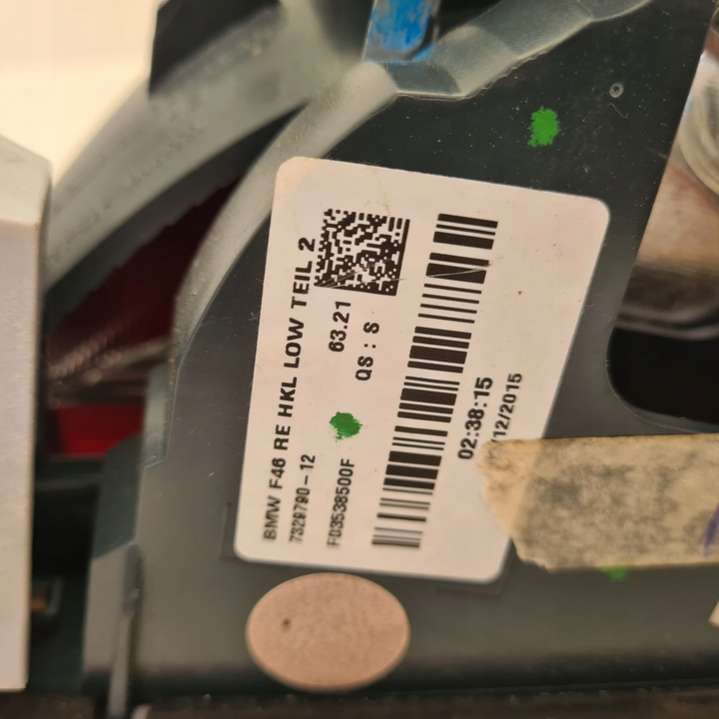 BMW F46 RE HKL LOW TEIL 2
7329790-12 63.21
F03538500F QS : S
02:38:15
/12/2015